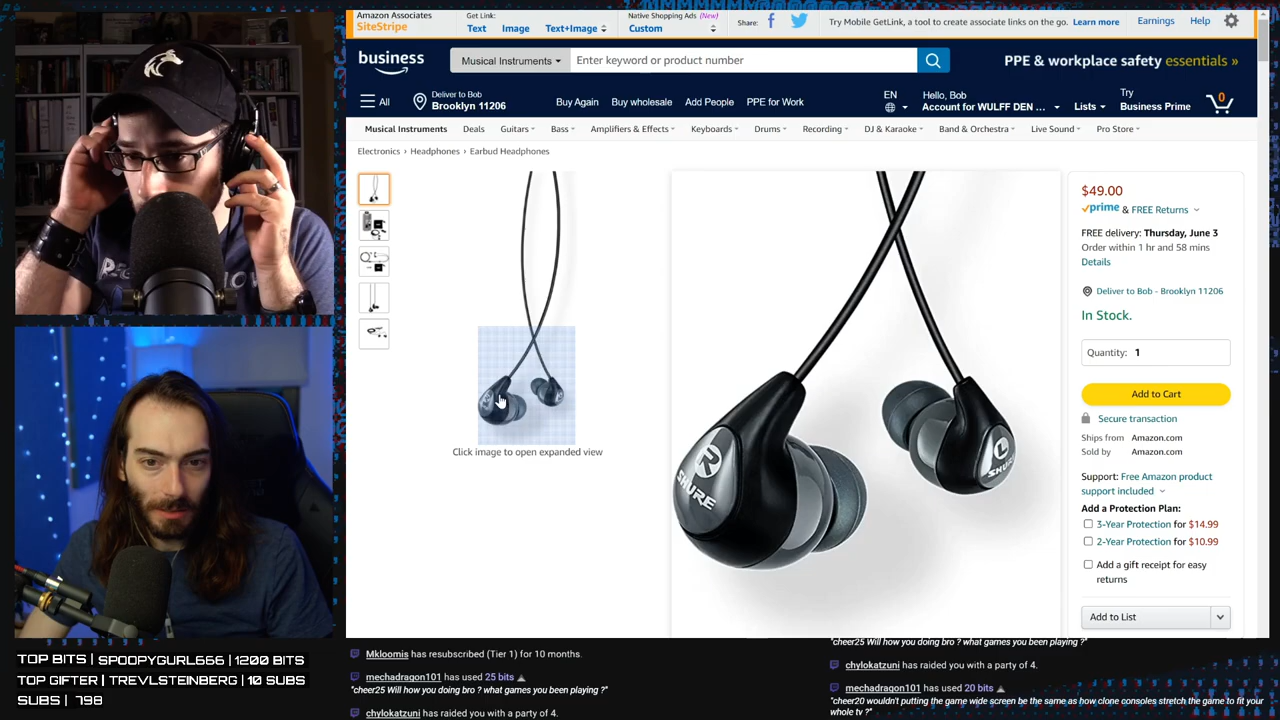 Amazon Associates
SiteStripe
Get Link:
Text Image Text+Image
Native Shopping Ads (New)
Custom
Share:
Try Mobile GetLink, a tool to create associate links on the go. Learn more
Earnings Help
business
Musical Instruments
Enter keyword or product number
PPE & workplace safety essentials »
All
Deliver to Bob
Brooklyn 11206
Buy Again Buy wholesale Add People PPE for Work
EN
Hello, Bob
Account for WULFF DEN ...
Lists
Try
Business Prime
0
Musical Instruments Deals Guitars Bass Amplifiers & Effects Keyboards Drums Recording DJ & Karaoke Band & Orchestra Live Sound Pro Store
Electronics › Headphones › Earbud Headphones
Click image to open expanded view
R
SHURE
L
SHURE
$49.00
prime & FREE Returns
FREE delivery: Thursday, June 3
Order within 1 hr and 58 mins
Details
Deliver to Bob - Brooklyn 11206
In Stock.
Quantity: 1
Add to Cart
Secure transaction
Ships from Amazon.com
Sold by Amazon.com
Support: Free Amazon product
support included
Add a Protection Plan:
3-Year Protection for $14.99
2-Year Protection for $10.99
Add a gift receipt for easy
returns
Add to List
TOP BITS | SPOOPYGURL666 | 1200 BITS
TOP GIFTER | TREVLSTEINBERG | 10 SUBS
SUBS | 798
Mkloomis has resubscribed (Tier 1) for 10 months.
mechadragon101 has used 25 bits
"cheer25 Will how you doing bro ? what games you been playing ?"
chylokatzuni has raided you with a party of 4.
"cheer25 Will how you doing bro ? what games you been playing ?"
chylokatzuni has raided you with a party of 4.
mechadragon101 has used 20 bits
"cheer20 wouldn't putting the game wide screen be the same as how clone consoles stretch the game to fit your
whole tv ?"